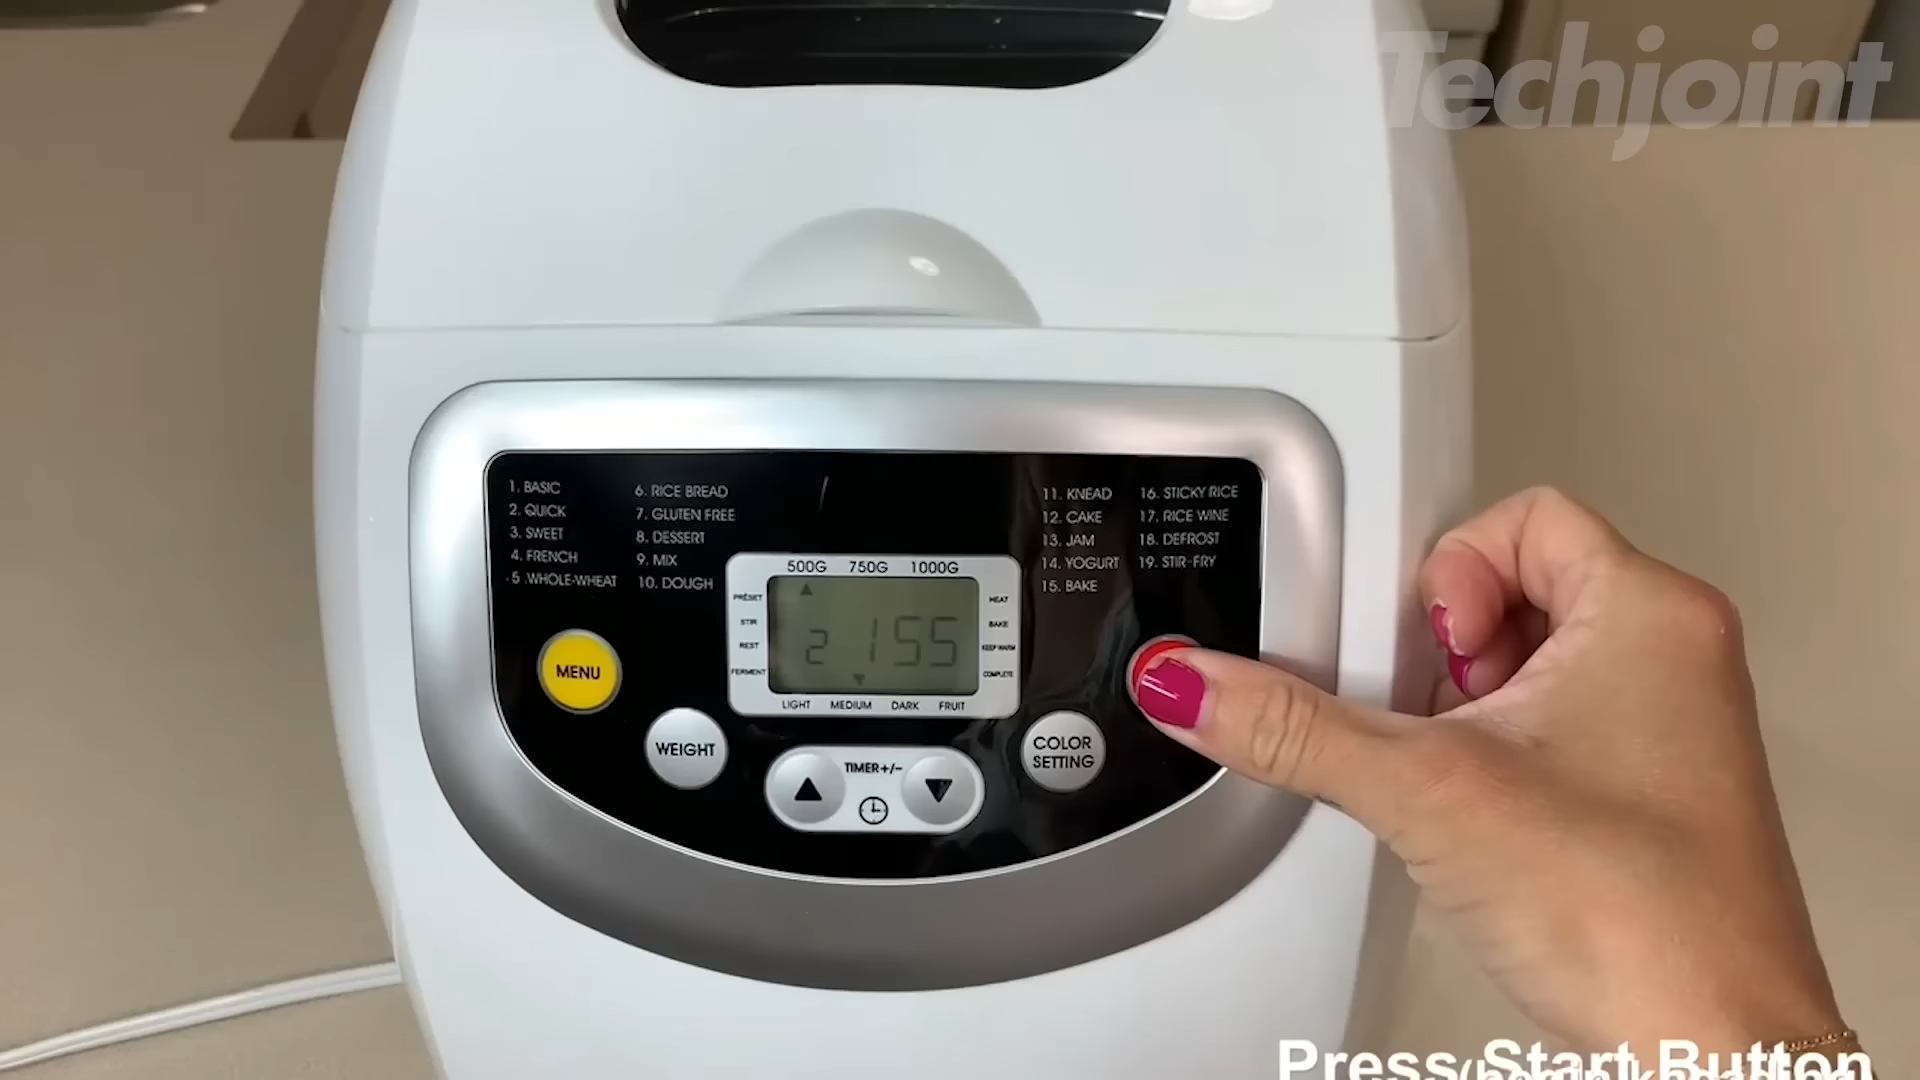 Techjoint
1. BASIC
2. QUICK
3. SWEET
4. FRENCH
5. WHOLE-WHEAT
6. RICE BREAD
7. GLUTEN FREE
8. DESSERT
9. MIX
10. DOUGH
11. KNEAD
12. CAKE
13. JAM
14. YOGURT
15. BAKE
16. STICKY RICE
17. RICE WINE
18. DEFROST
19. STIR-FRY
500G 750G 1000G
PRESET
STIR
REST
FERMENT
2 155
HEAT
BAKE
KEEP WARM
COMPLETE
LIGHT MEDIUM DARK FRUIT
MENU
WEIGHT
TIMER+/-
COLOR
SETTING
Press Start Button